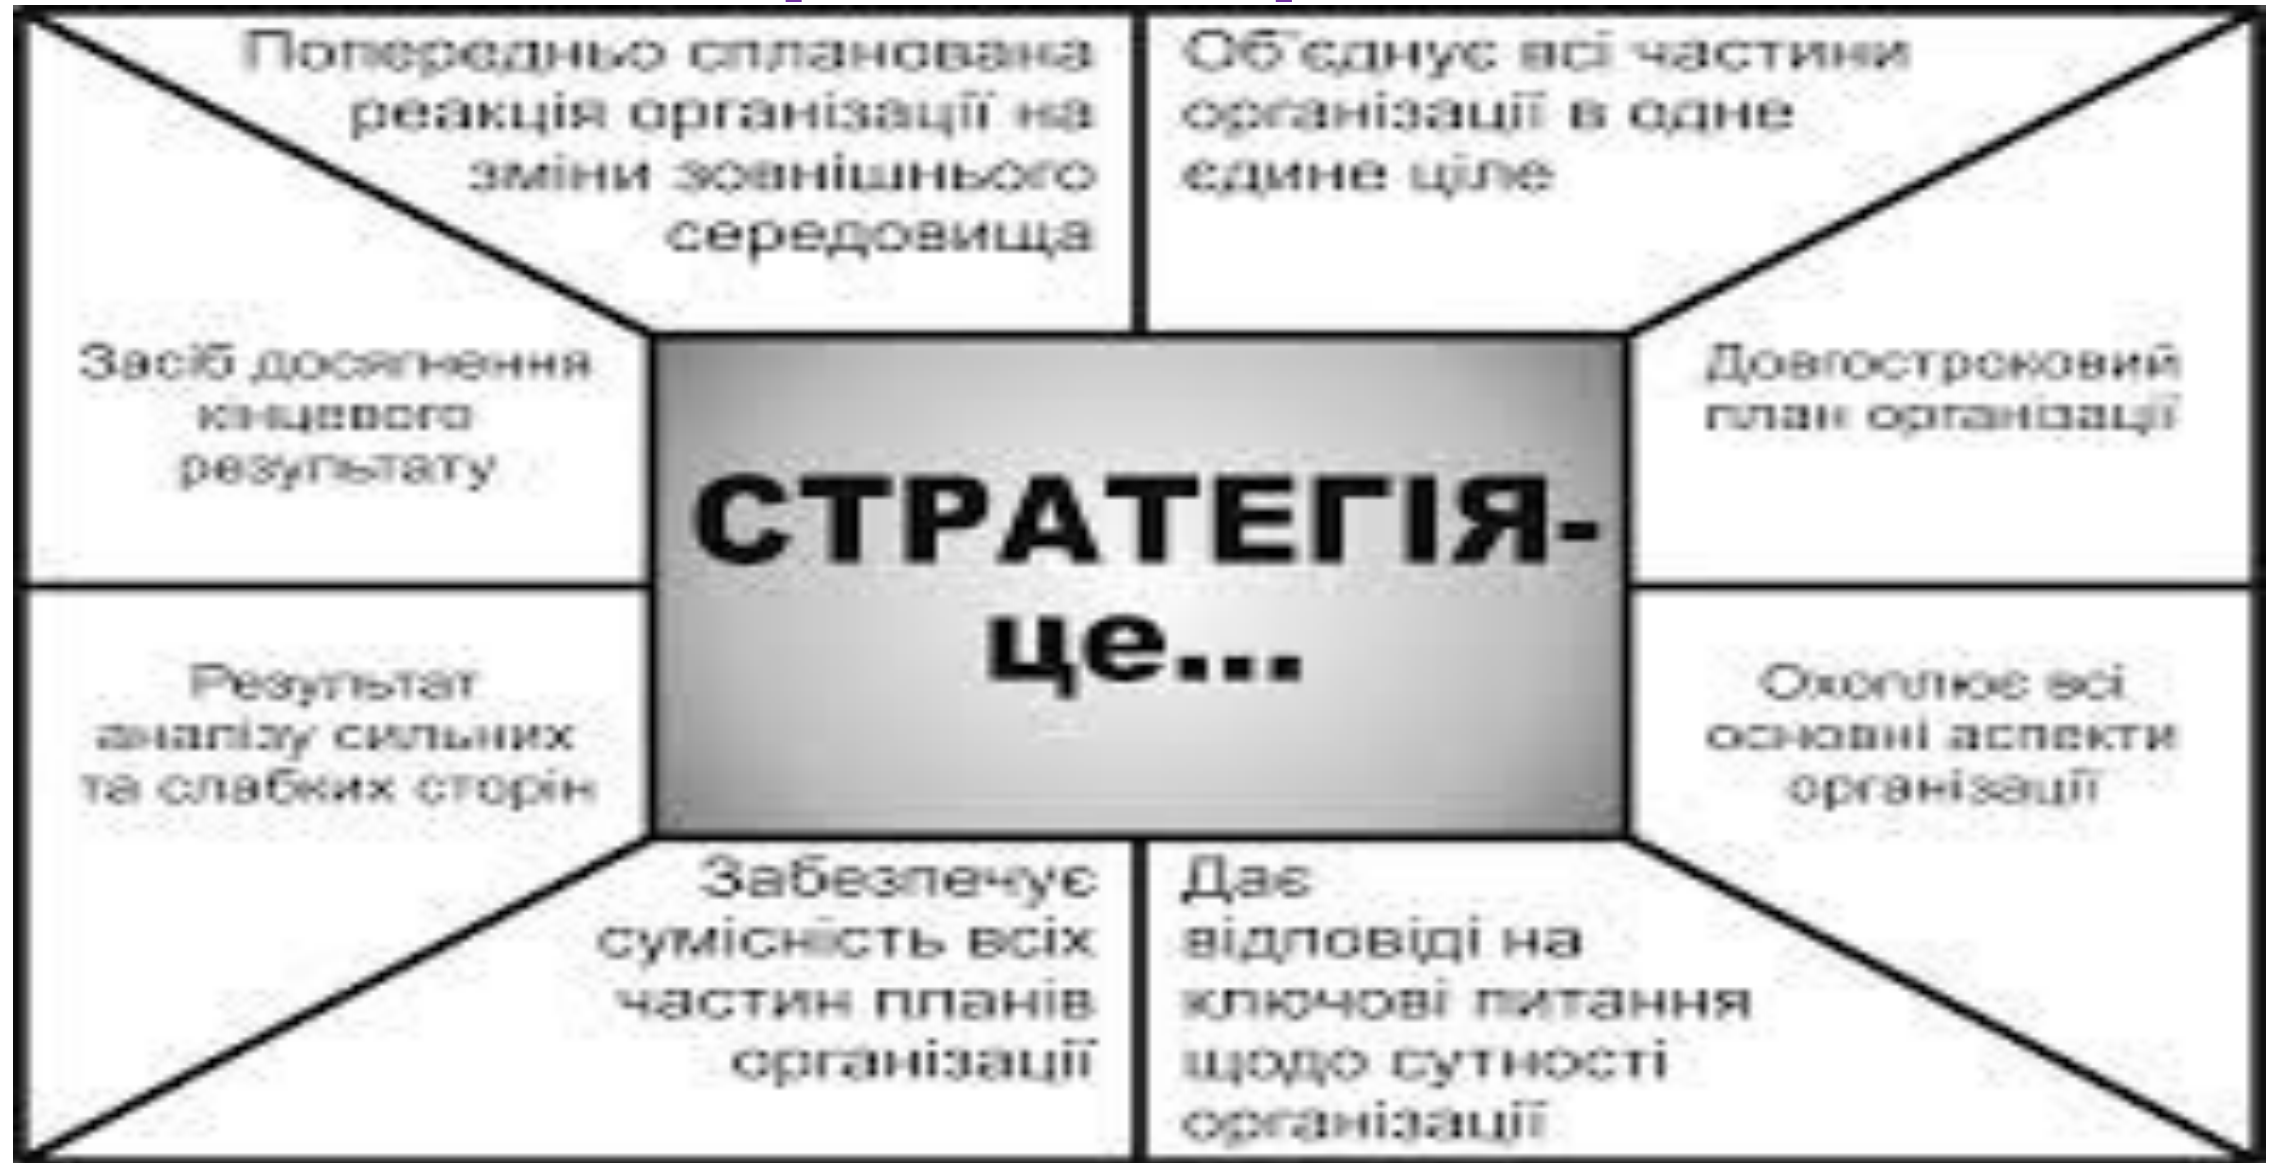 Попередньо спланована
реакція організації на
зміни зовнішнього
середовища
Об`єднує всі частини
організації в одне
єдине ціле
Засіб досягнення
кінцевого
результату
Довгостроковий
план організації
СТРАТЕГІЯ-
це...
Результат
аналізу сильних
та слабких сторін
Охоплює всі
основні аспекти
організації
Забезпечує
сумісність всіх
частин планів
організації
Дає
відповіді на
ключові питання
щодо сутності
організації